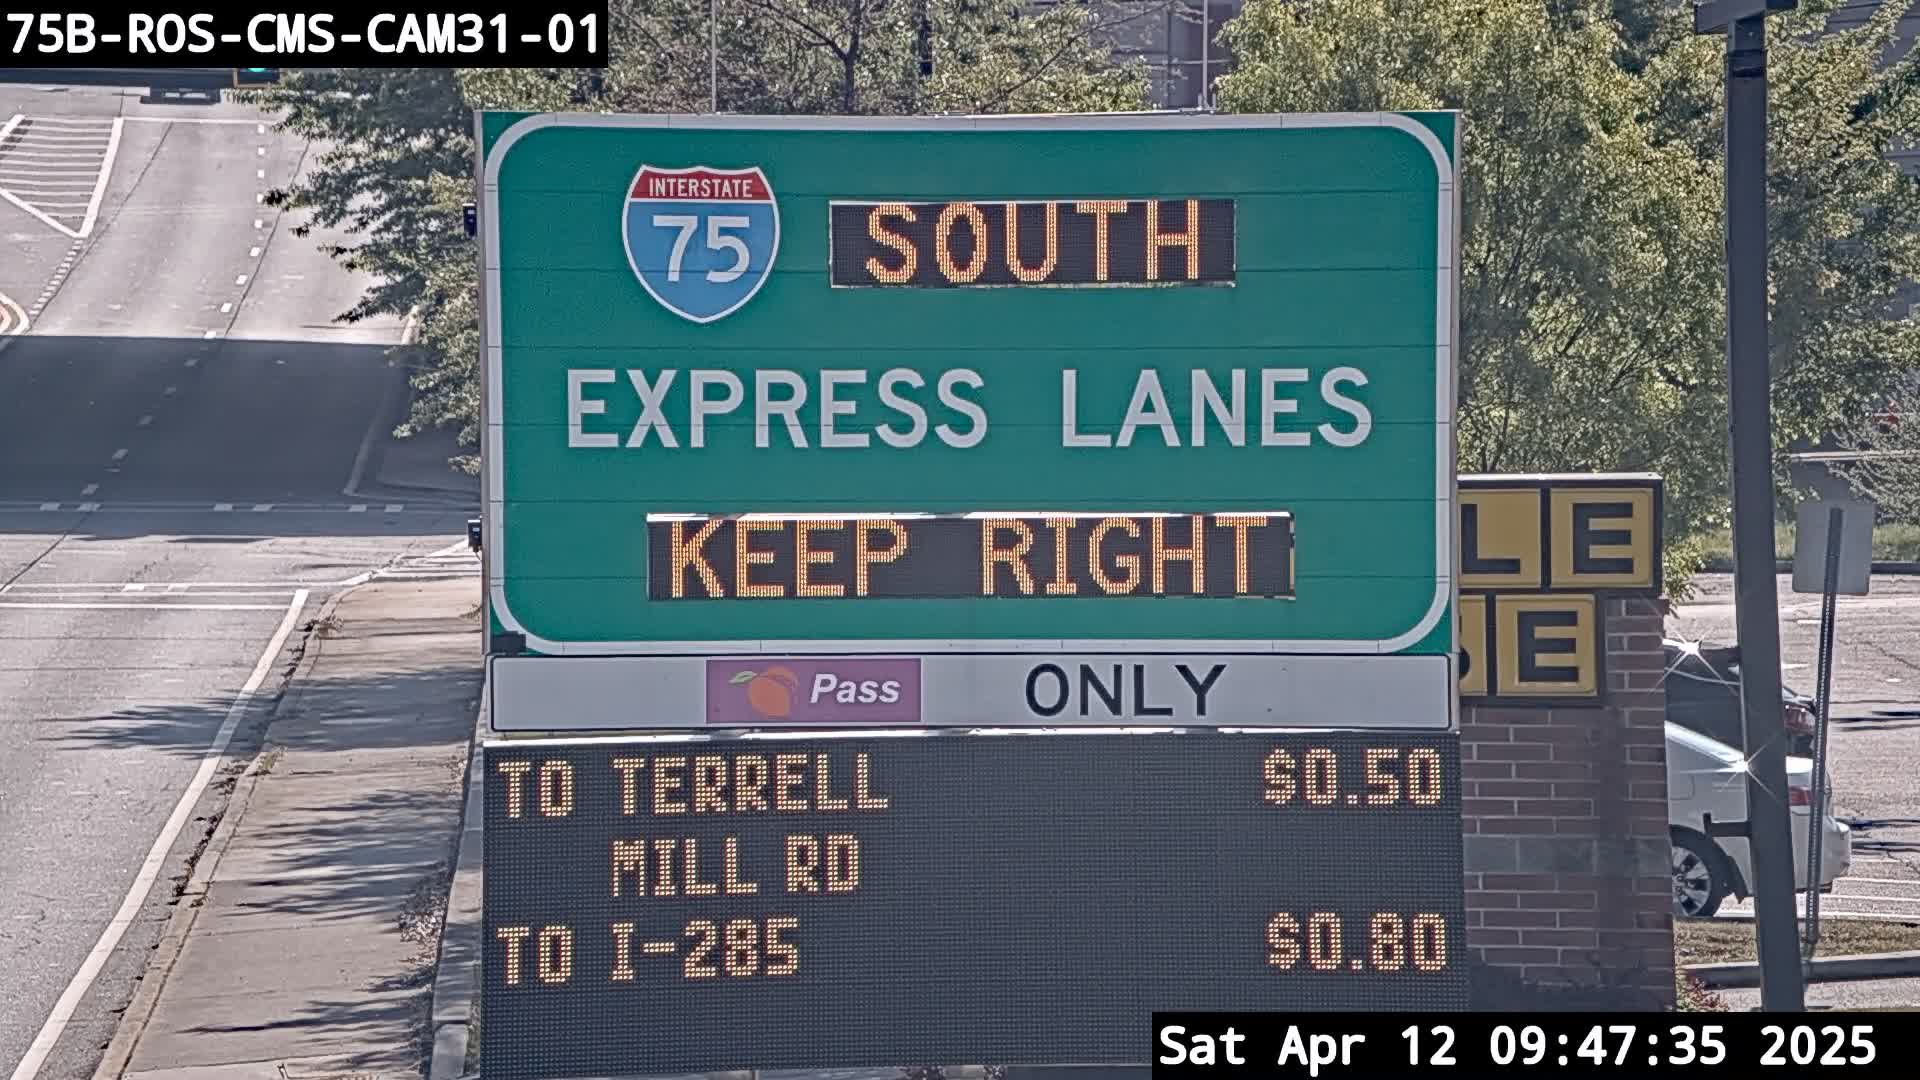 75B-ROS-CMS-CAM31-01
INTERSTATE
75
SOUTH
EXPRESS LANES
KEEP RIGHT
Pass ONLY
TO TERRELL $0.50
MILL RD
TO I-285 $0.80
LE
E
Sat Apr 12 09:47:35 2025